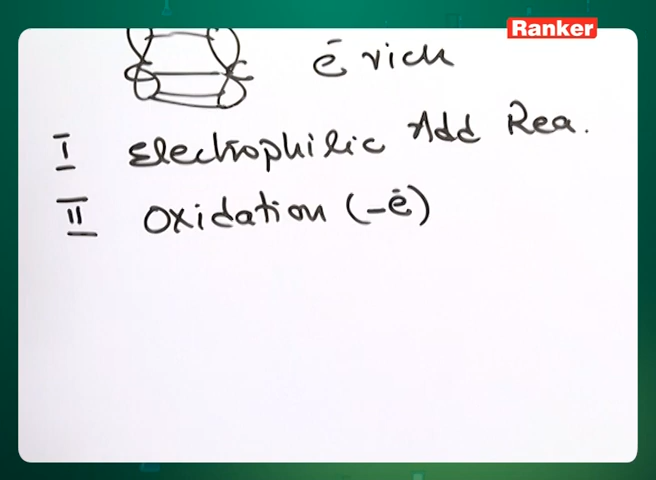 Ranker
ē rich
I Electrophilic Add Rea.
II Oxidation (-ē)